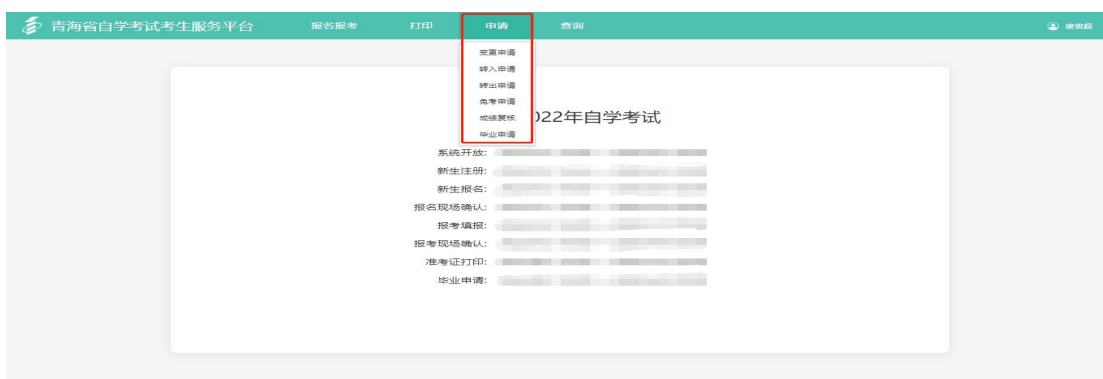 青海省自学考试考生服务平台 报名报考 打印 申请 查询 唐俊超
变更申请
转入申请
转出申请
免考申请
成绩复核
毕业申请
022年自学考试
系统开放:
新生注册:
新生报名:
报名现场确认:
报考填报:
报考现场确认:
准考证打印:
毕业申请: